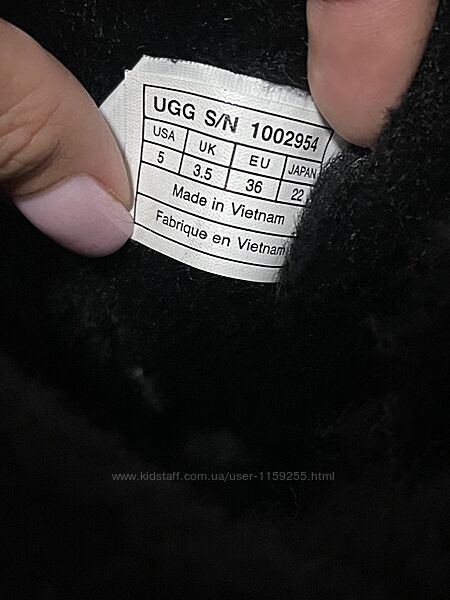 UGG S/N 1002954
USA UK EU JAPAN
5 3.5 36 22
Made in Vietnam
Fabriqué en Vietnam
www.kidstaff.com.ua/user-1159255.html